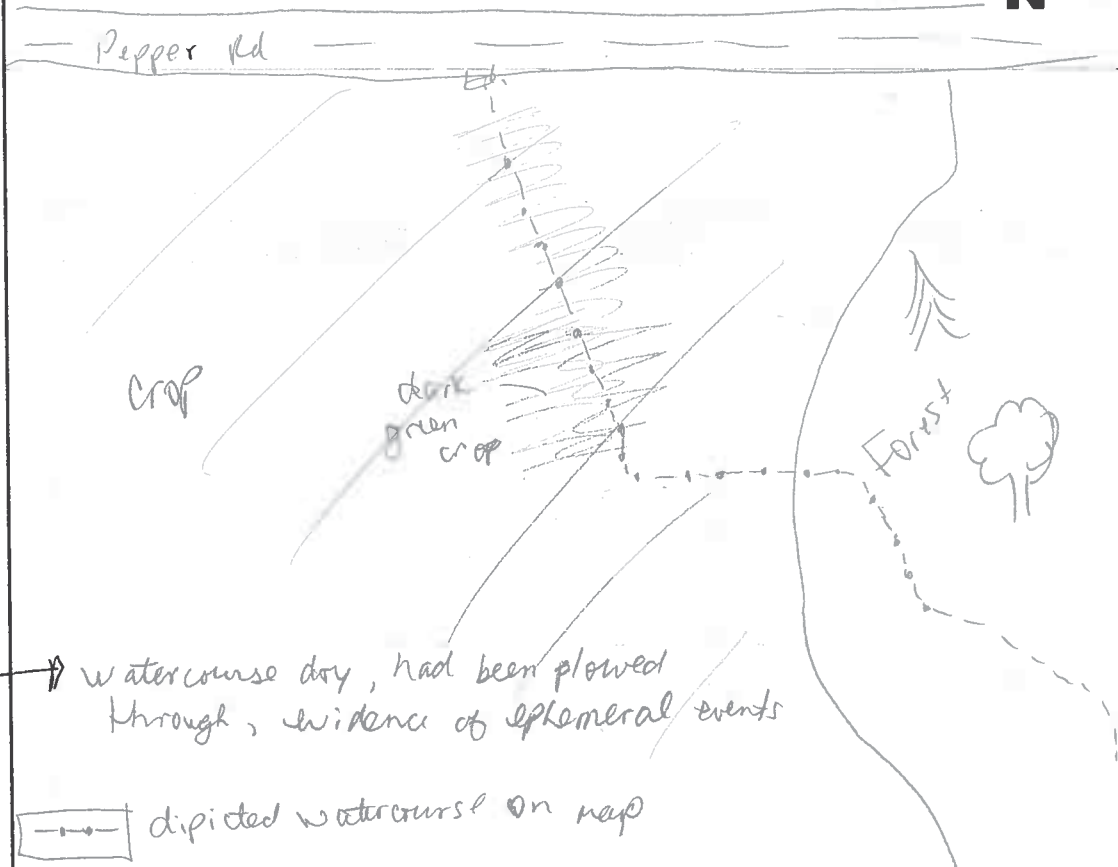 N
Pepper Rd
crop
dark
green
crop
Forest
watercourse dry, had been plowed
through, evidence of ephemeral events
dipicted watercourse on map